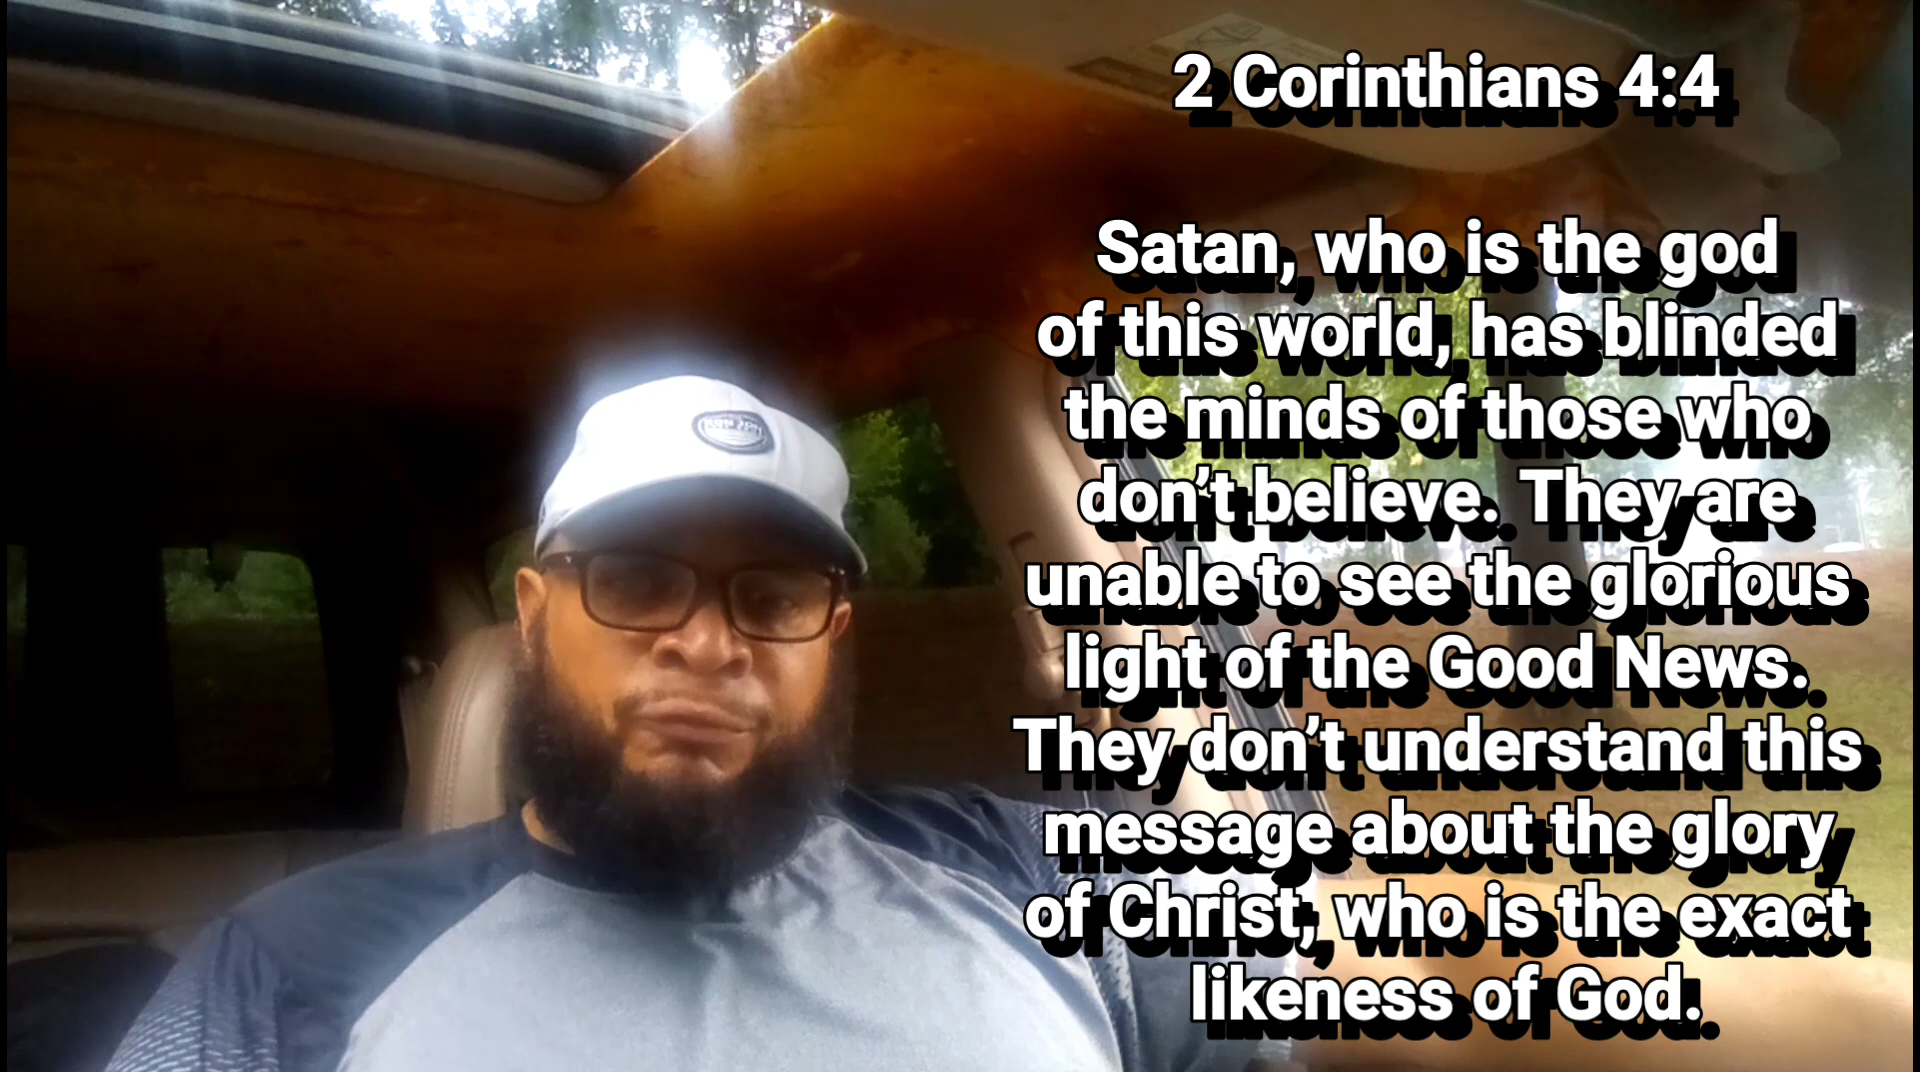 2 Corinthians 4:4
Satan, who is the god
of this world, has blinded
the minds of those who
don’t believe. They are
unable to see the glorious
light of the Good News.
They don’t understand this
message about the glory
of Christ, who is the exact
likeness of God.